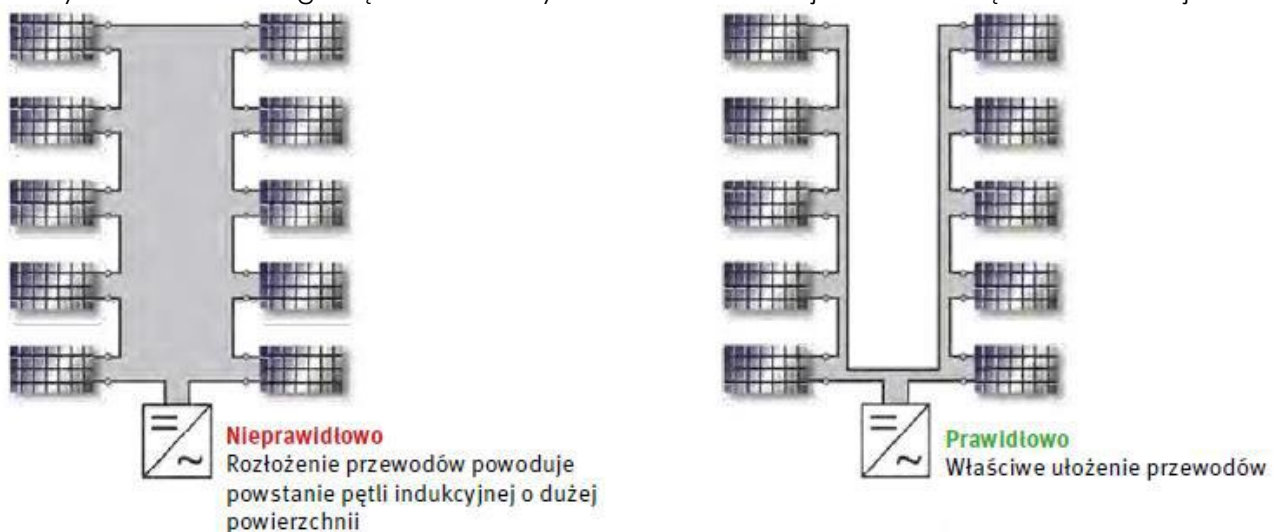 Nieprawidłowo
Rozłożenie przewodów powoduje
powstanie pętli indukcyjnej o dużej
powierzchni
Prawidłowo
Właściwe ułożenie przewodów